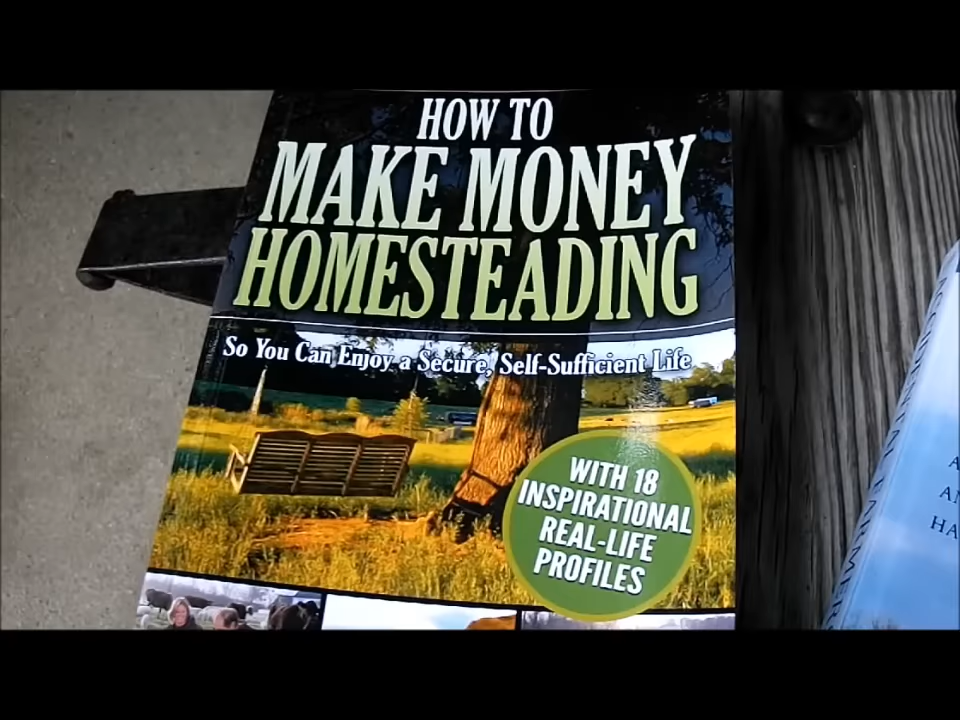 HOW TO
MAKE MONEY
HOMESTEADING
So You Can Enjoy a Secure, Self-Sufficient Life
WITH 18
INSPIRATIONAL
REAL-LIFE
PROFILES